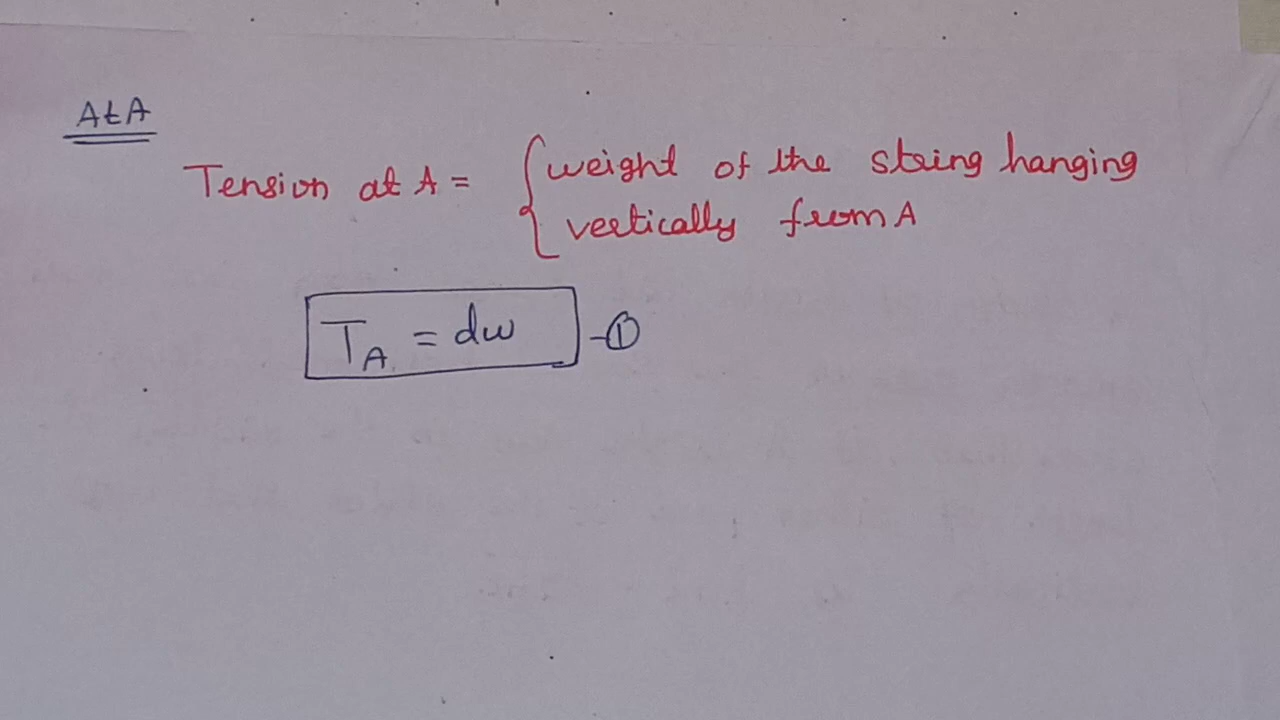 At A
Tension at A = { weight of the string hanging
vertically from A
T_A = dw -①